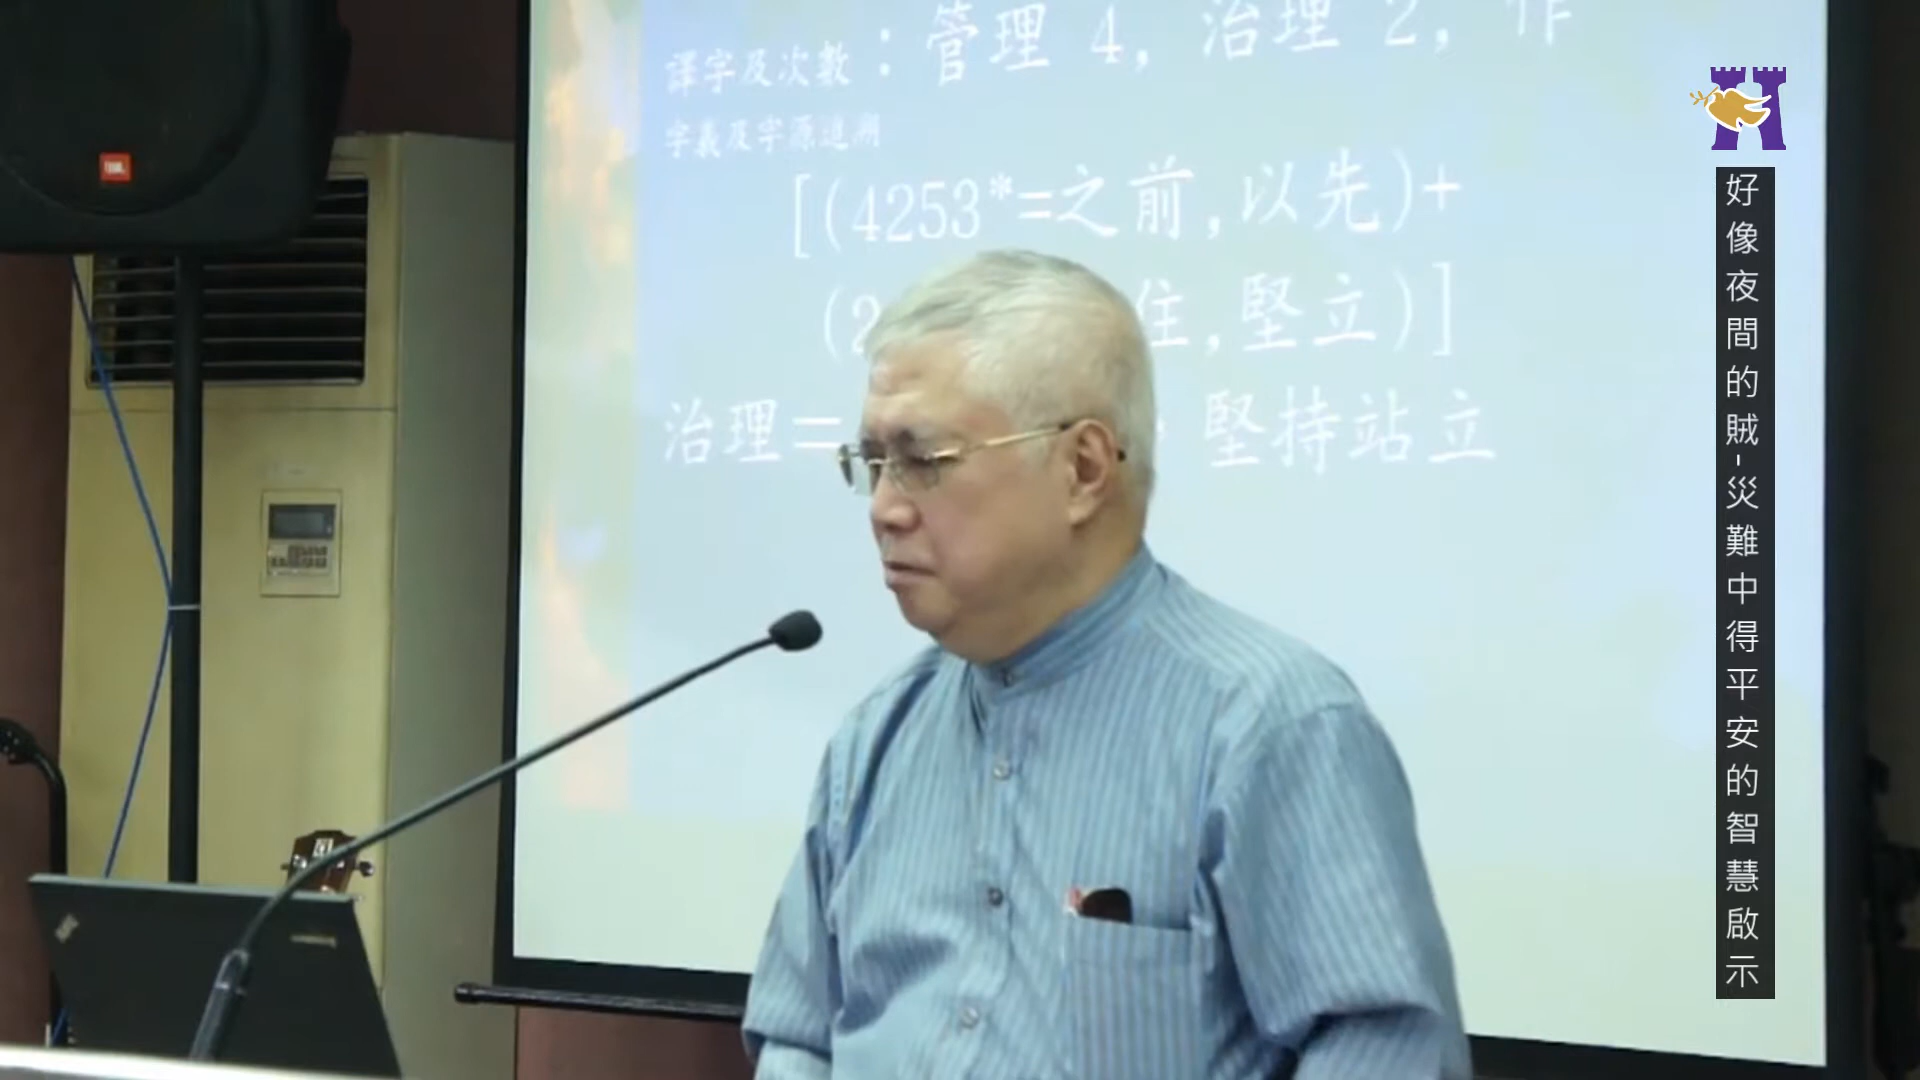 譯字及次數：管理 4, 治理 2, 作
字義及字源追溯
[(4253*=之前,以先)+
(2 住,堅立)]
治理= 堅持站立
好像夜間的賊-災難中得平安的智慧啟示
JBL